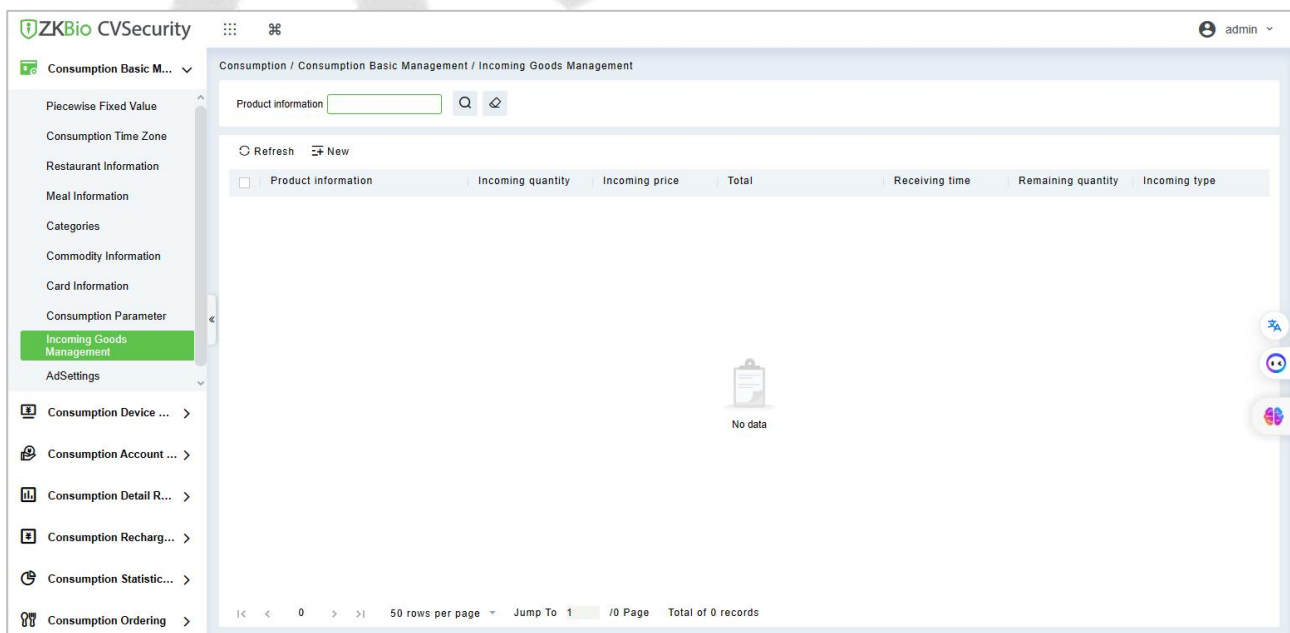 ZKBio CVSecurity
admin
Consumption Basic M...
Consumption / Consumption Basic Management / Incoming Goods Management
Piecewise Fixed Value
Product information
Consumption Time Zone
Restaurant Information
Refresh New
Meal Information
Product information Incoming quantity Incoming price Total Receiving time Remaining quantity Incoming type
Categories
Commodity Information
Card Information
Consumption Parameter
Incoming Goods
Management
AdSettings
Consumption Device ...
No data
Consumption Account ...
Consumption Detail R...
Consumption Recharg...
Consumption Statistic...
Consumption Ordering
0 50 rows per page Jump To 1 /0 Page Total of 0 records